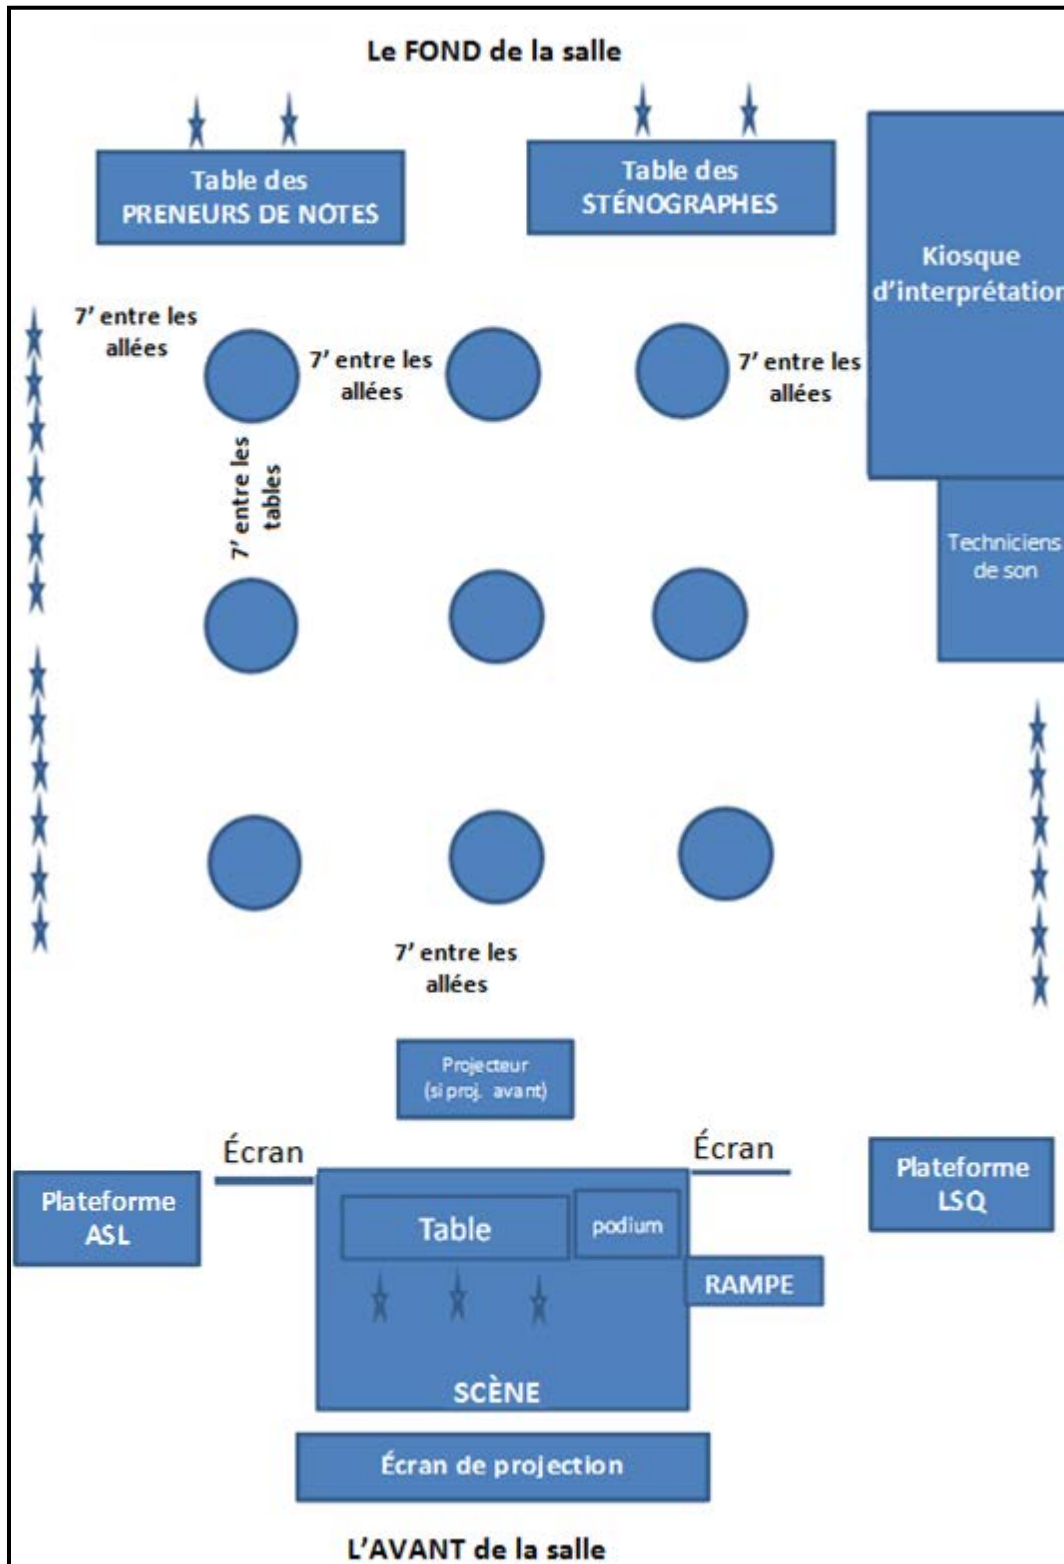 Le FOND de la salle
Table des
PRENEURS DE NOTES
Table des
STÉNOGRAPHES
Kiosque
d'interprétation
7' entre les
allées
7' entre les
allées
7' entre les
allées
7' entre les
tables
Techniciens
de son
7' entre les
allées
Projecteur
(si proj. avant)
Écran
Écran
Plateforme
ASL
Plateforme
LSQ
Table
podium
RAMPE
SCÈNE
Écran de projection
L'AVANT de la salle